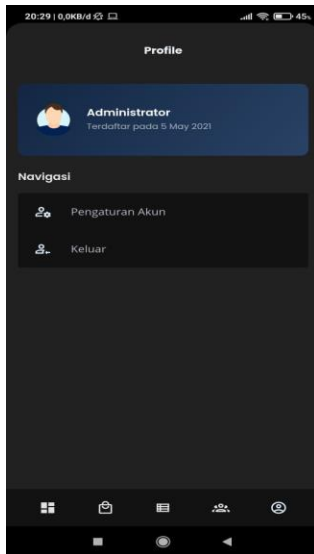 20:29 | 0,0KB/d
45%
Profile
Administrator
Terdaftar pada 5 May 2021
Navigasi
Pengaturan Akun
Keluar